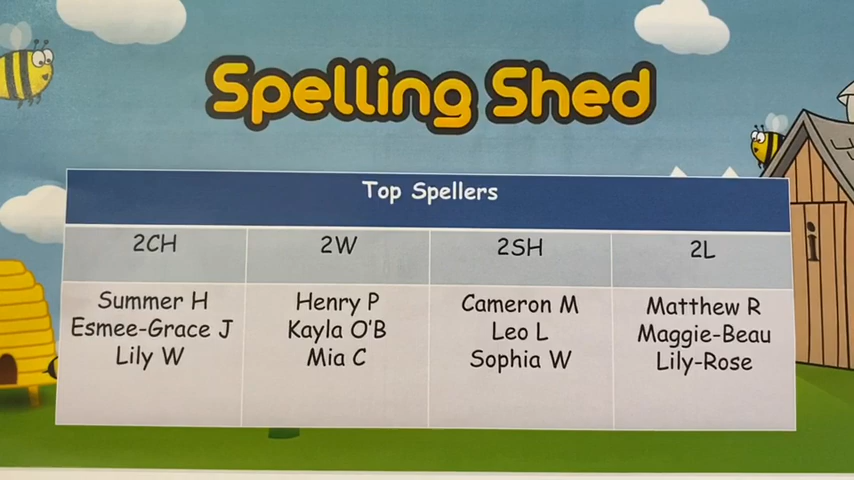 Spelling Shed
Top Spellers
2CH 2W 2SH 2L
Summer H Henry P Cameron M Matthew R
Esmee-Grace J Kayla O'B Leo L Maggie-Beau
Lily W Mia C Sophia W Lily-Rose